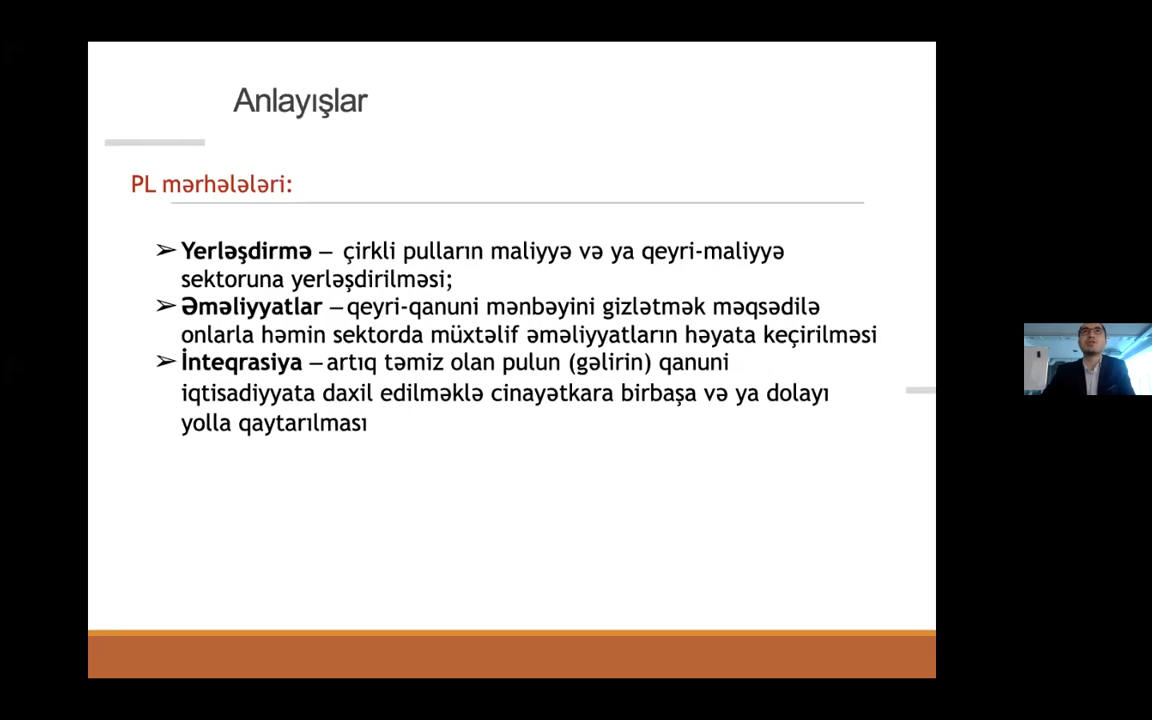 Anlayışlar
PL mərhələləri:
➢ Yerləşdirmə – çirkli pulların maliyyə və ya qeyri-maliyyə
sektoruna yerləşdirilməsi;
➢ Əməliyyatlar – qeyri-qanuni mənbəyini gizlətmək məqsədilə
onlarla həmin sektorda müxtəlif əməliyyatların həyata keçirilməsi
➢ İnteqrasiya – artıq təmiz olan pulun (gəlirin) qanuni
iqtisadiyyata daxil edilməklə cinayətkara birbaşa və ya dolayı
yolla qaytarılması